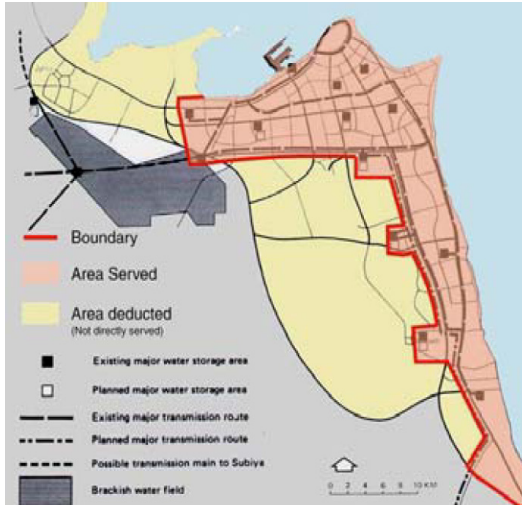 Boundary
Area Served
Area deducted
(Not directly served)
Existing major water storage area
Planned major water storage area
Existing major transmission route
Planned major transmission route
Possible transmission main to Subiya
Brackish water field
0 2 4 6 8 10 KM